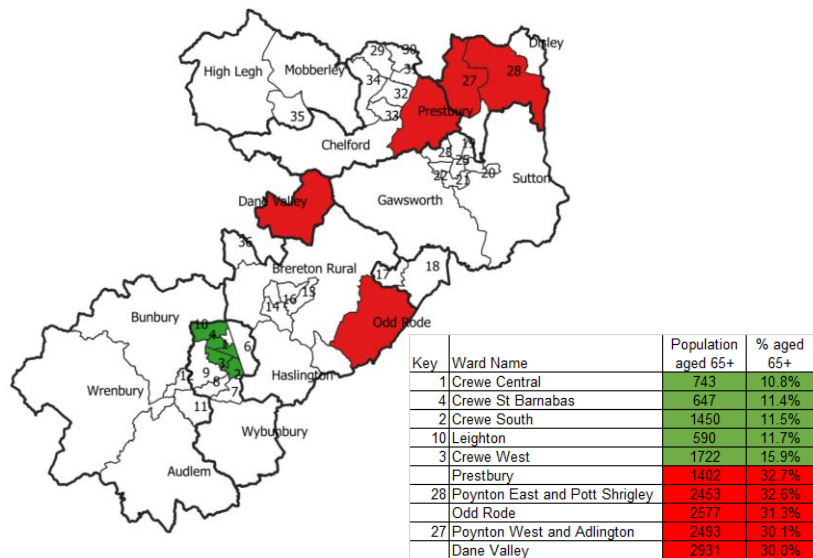 Disley
29
30
High Legh
Mobberley
31
34
27
28
32
Prestbury
33
35
Chelford
19
23
25
22
21
20
Sutton
Dane Valley
Gawsworth
36
Brereton Rural
17
18
16
15
14
Bunbury
10
4
6
Odd Rode
3
2
9
8
12
Haslington
Wrenbury
7
11
Wybunbury
Audlem
Key Ward Name Population aged 65+ % aged 65+
1 Crewe Central 743 10.8%
4 Crewe St Barnabas 647 11.4%
2 Crewe South 1450 11.5%
10 Leighton 590 11.7%
3 Crewe West 1722 15.9%
Prestbury 1402 32.7%
28 Poynton East and Pott Shrigley 2453 32.6%
Odd Rode 2577 31.3%
27 Poynton West and Adlington 2493 30.1%
Dane Valley 2931 30.0%